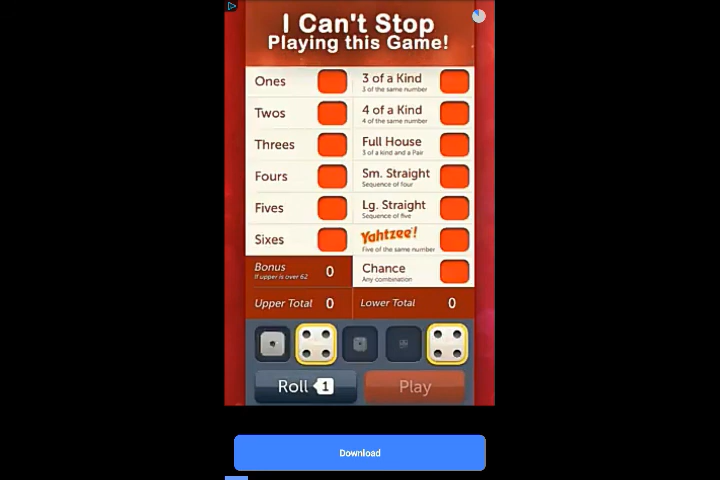 I Can't Stop
Playing this Game!
Ones
3 of a Kind
3 of the same number
Twos
4 of a Kind
4 of the same number
Threes
Full House
3 of a kind and a Pair
Fours
Sm. Straight
Sequence of four
Fives
Lg. Straight
Sequence of five
Sixes
Yahtzee!
Five of the same number
Bonus 0
If upper is over 62
Chance
Any combination
Upper Total 0
Lower Total 0
Roll 1
Play
Download